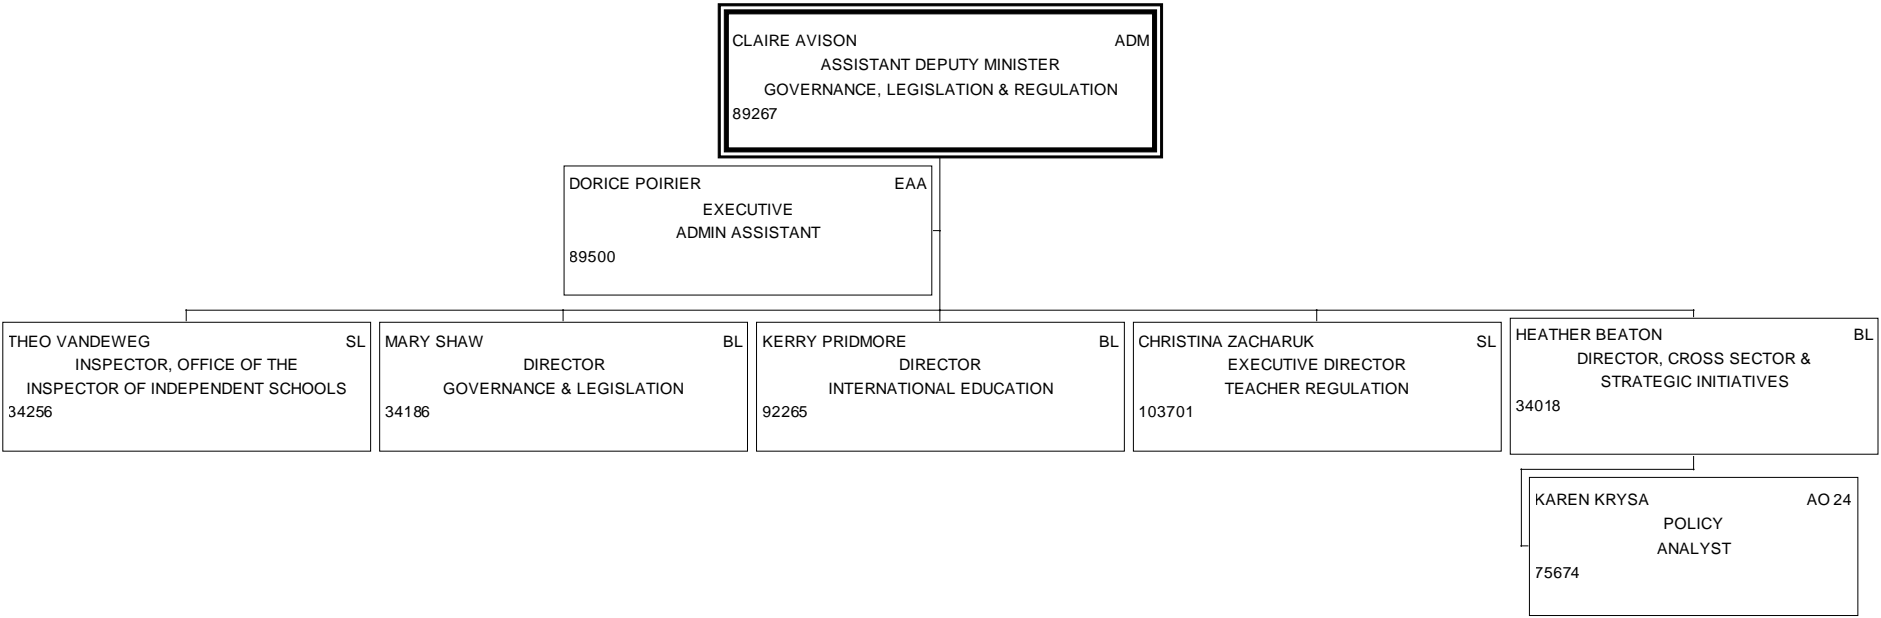 CLAIRE AVISON ADM
ASSISTANT DEPUTY MINISTER
GOVERNANCE, LEGISLATION & REGULATION
89267
DORICE POIRIER EAA
EXECUTIVE
ADMIN ASSISTANT
89500
THEO VANDEWEG SL
INSPECTOR, OFFICE OF THE
INSPECTOR OF INDEPENDENT SCHOOLS
34256
MARY SHAW BL
DIRECTOR
GOVERNANCE & LEGISLATION
34186
KERRY PRIDMORE BL
DIRECTOR
INTERNATIONAL EDUCATION
92265
CHRISTINA ZACHARUK SL
EXECUTIVE DIRECTOR
TEACHER REGULATION
103701
HEATHER BEATON BL
DIRECTOR, CROSS SECTOR &
STRATEGIC INITIATIVES
34018
KAREN KRYSA AO 24
POLICY
ANALYST
75674